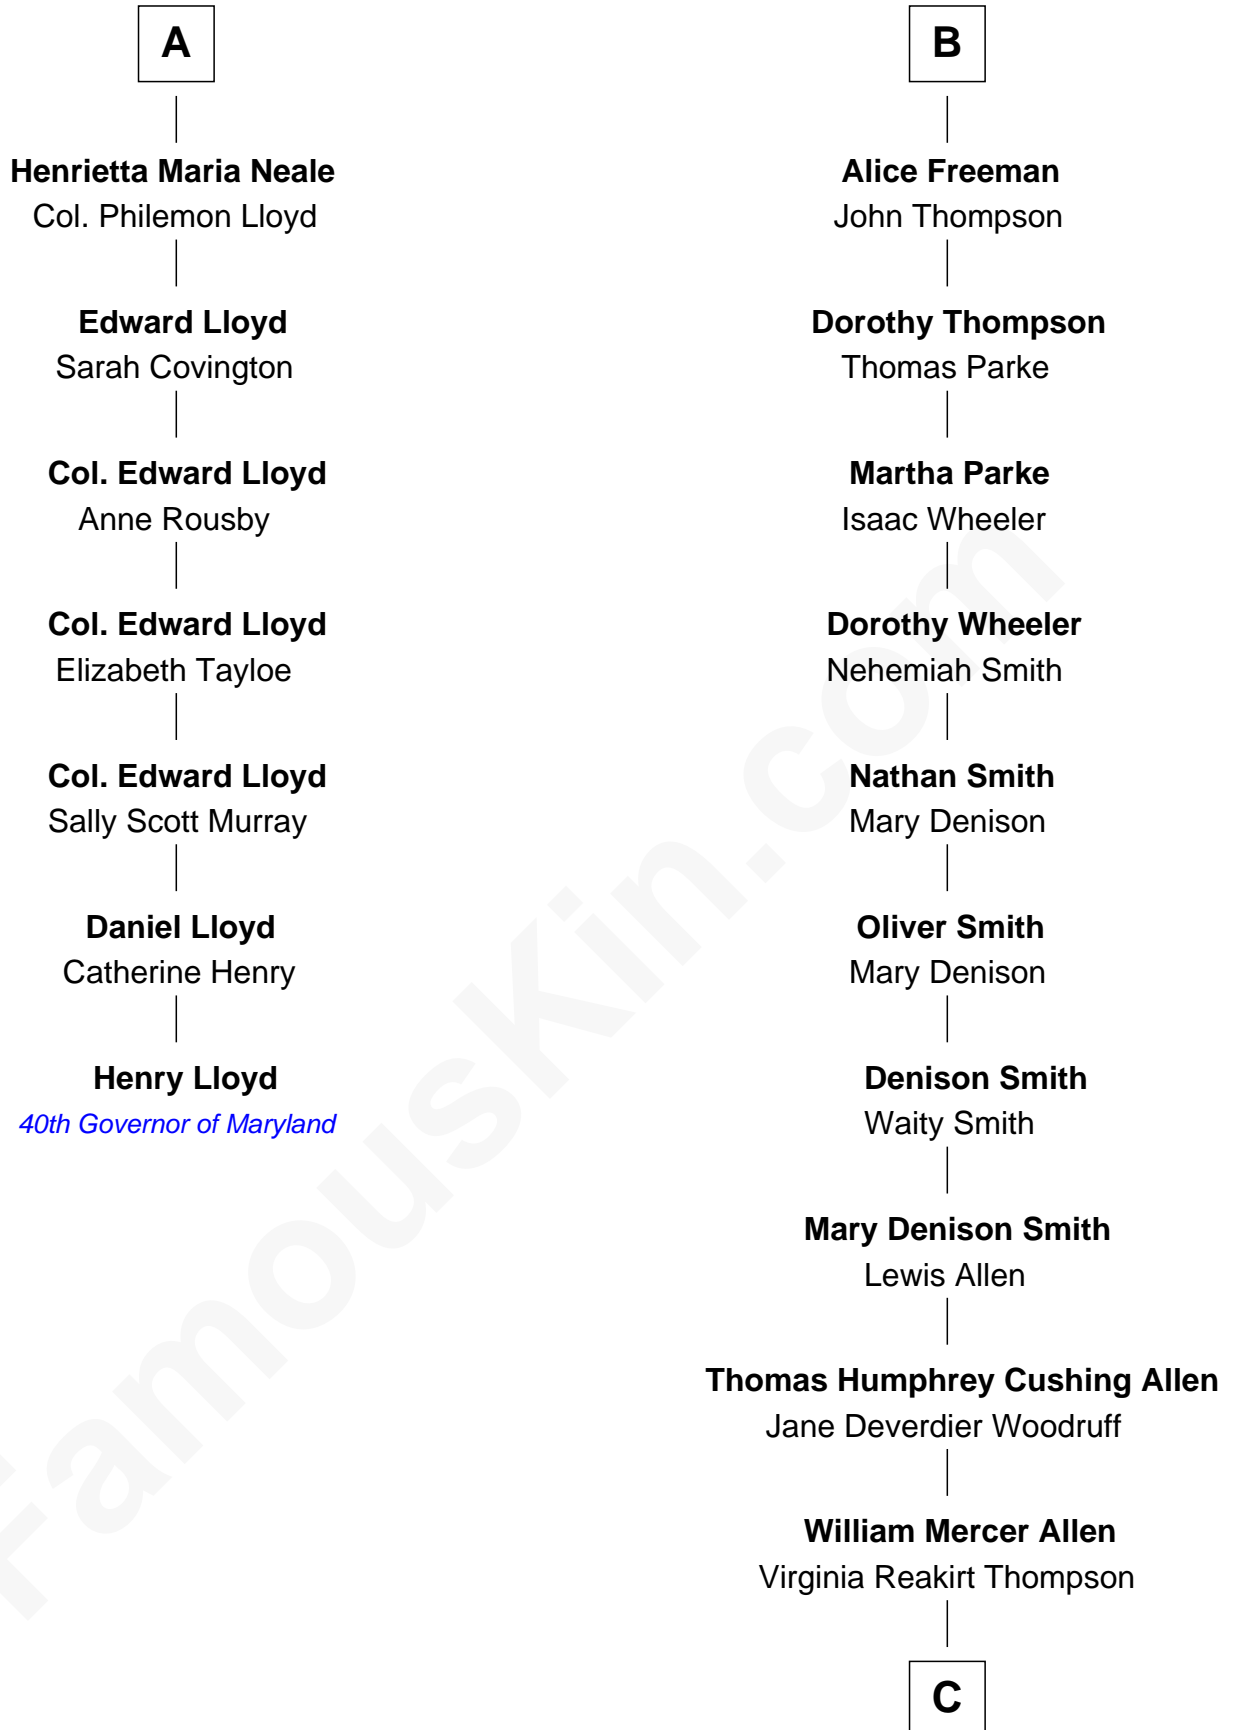 A
Henrietta Maria Neale
Col. Philemon Lloyd
Edward Lloyd
Sarah Covington
Col. Edward Lloyd
Anne Rousby
Col. Edward Lloyd
Elizabeth Tayloe
Col. Edward Lloyd
Sally Scott Murray
Daniel Lloyd
Catherine Henry
Henry Lloyd
40th Governor of Maryland
B
Alice Freeman
John Thompson
Dorothy Thompson
Thomas Parke
Martha Parke
Isaac Wheeler
Dorothy Wheeler
Nehemiah Smith
Nathan Smith
Mary Denison
Oliver Smith
Mary Denison
Denison Smith
Waity Smith
Mary Denison Smith
Lewis Allen
Thomas Humphrey Cushing Allen
Jane Deverdier Woodruff
William Mercer Allen
Virginia Reakirt Thompson
C
FamousKin.com